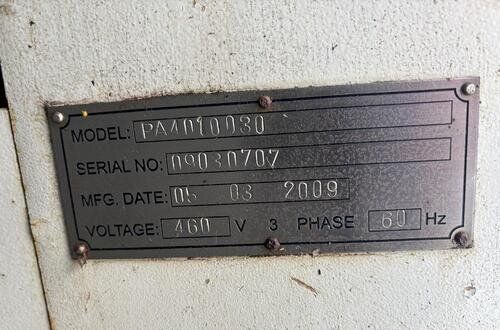 MODEL: PA4010030
SERIAL NO: 09030707
MFG. DATE: 05 03 2009
VOLTAGE: 460 V 3 PHASE 60 Hz